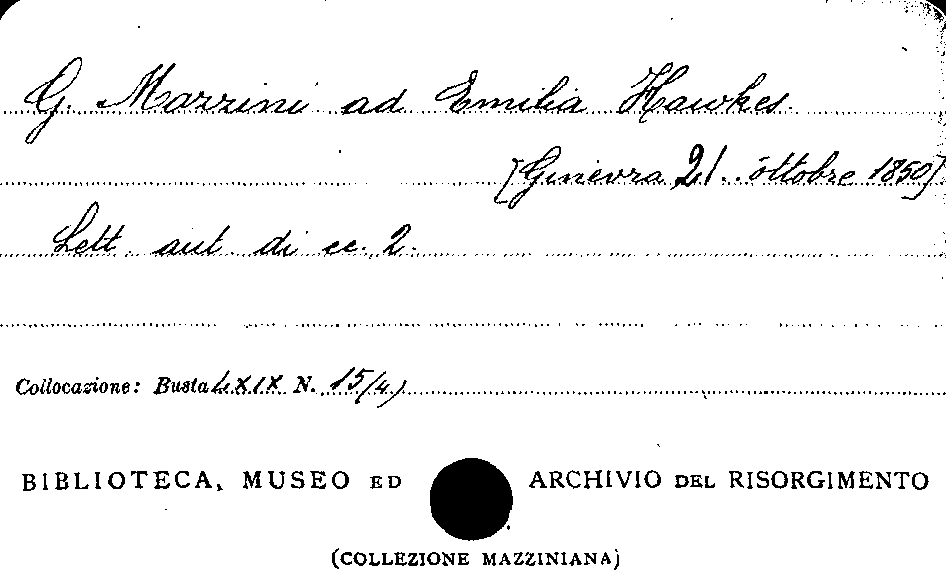 G. Mazzini ad Emilia Hawkes.
[Ginevra 21. ottobre 1850]
Lett. aut. di cc. 2.
Collocazione: Busta LXIX N. 15/4)
BIBLIOTECA, MUSEO ED ARCHIVIO DEL RISORGIMENTO
(COLLEZIONE MAZZINIANA)